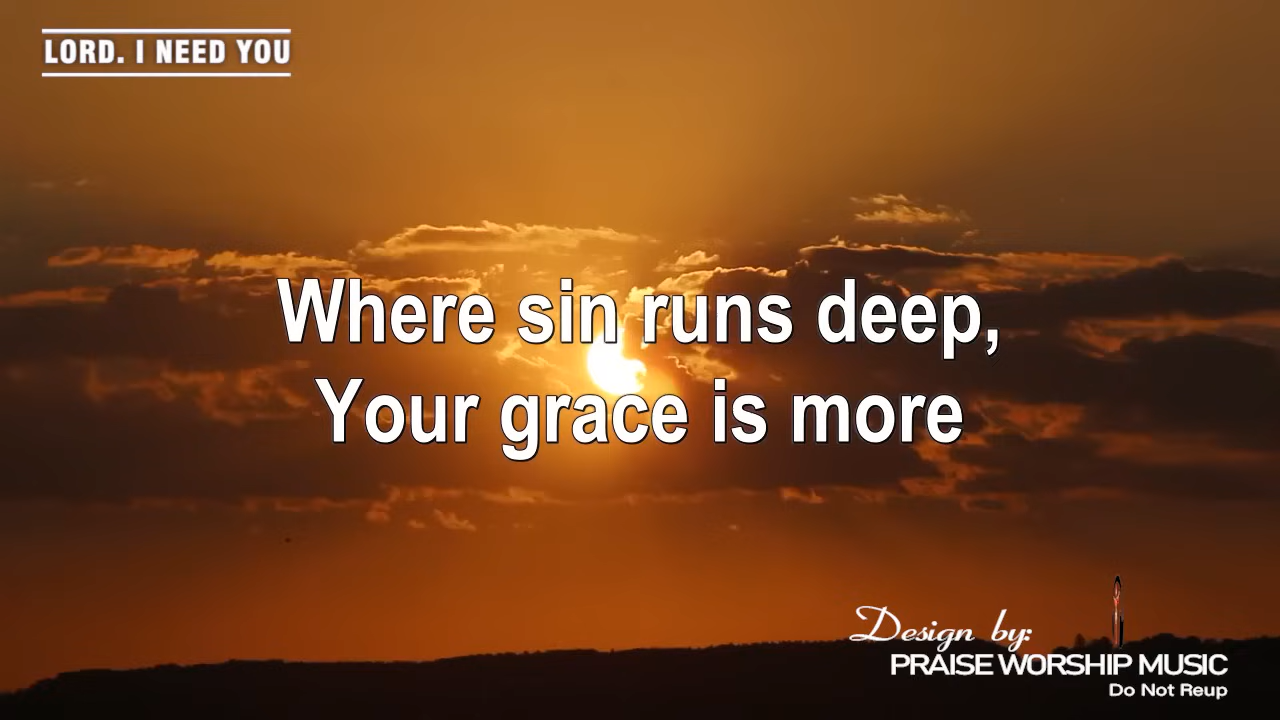 LORD. I NEED YOU
Where sin runs deep,
Your grace is more
Design by:
PRAISE WORSHIP MUSIC
Do Not Reup